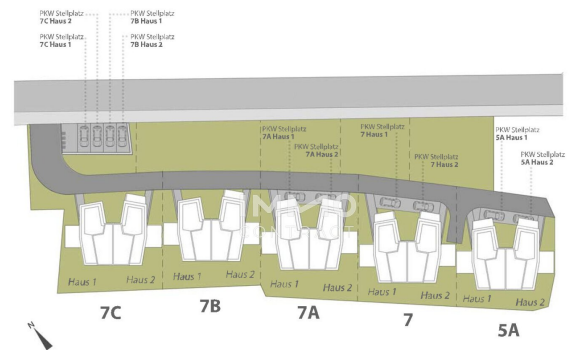 PKW Stellplatz
7C Haus 2
PKW Stellplatz
7B Haus 1
PKW Stellplatz
7C Haus 1
PKW Stellplatz
7B Haus 2
PKW Stellplatz
7A Haus 1
PKW Stellplatz
7A Haus 2
PKW Stellplatz
7 Haus 1
PKW Stellplatz
7 Haus 2
PKW Stellplatz
5A Haus 1
PKW Stellplatz
5A Haus 2
IMMO
CONTRACT
Haus 1
Haus 2
Haus 1
Haus 2
Haus 1
Haus 2
Haus 1
Haus 2
Haus 1
Haus 2
7C
7B
7A
7
5A
N